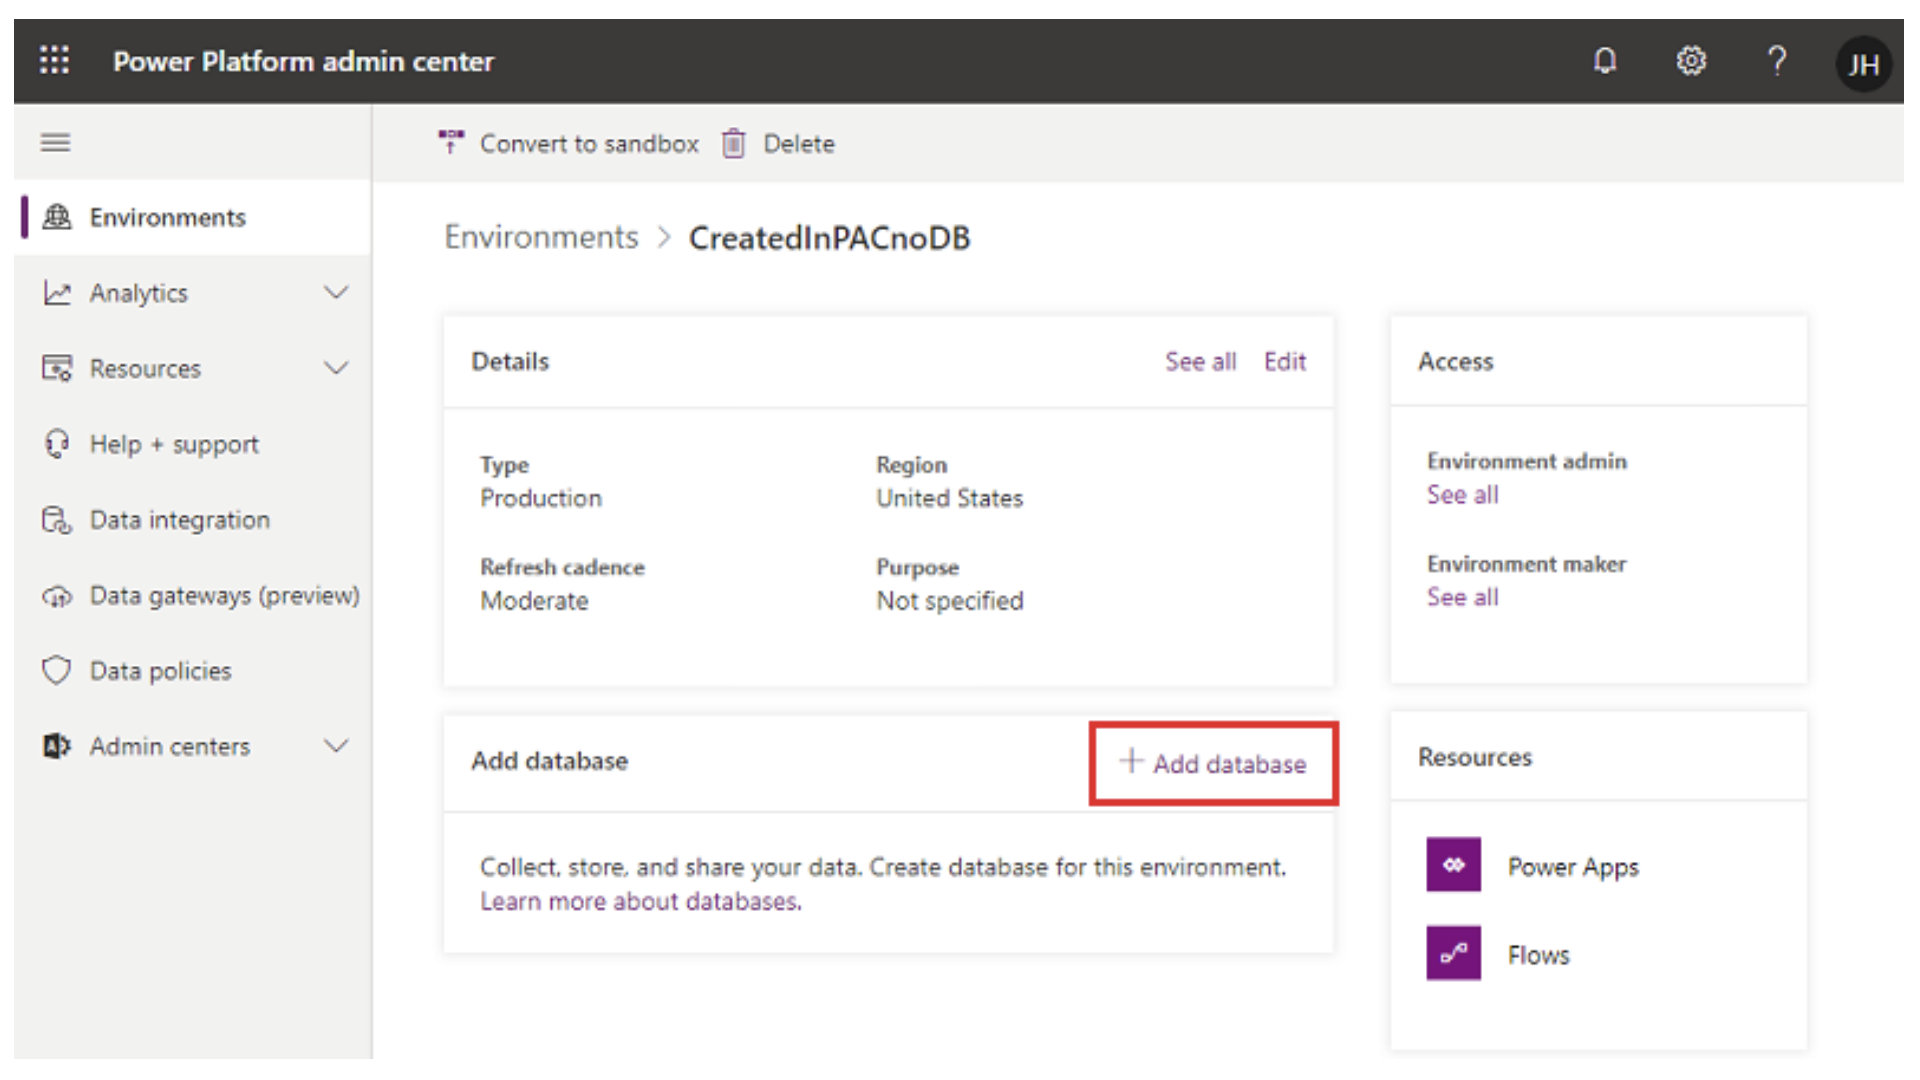 Power Platform admin center
JH
Convert to sandbox
Delete
Environments
Analytics
Resources
Help + support
Data integration
Data gateways (preview)
Data policies
Admin centers
Environments > CreatedInPACnoDB
Details
See all
Edit
Type
Production
Region
United States
Refresh cadence
Moderate
Purpose
Not specified
Access
Environment admin
See all
Environment maker
See all
Add database
+ Add database
Collect, store, and share your data. Create database for this environment.
Learn more about databases.
Resources
Power Apps
Flows